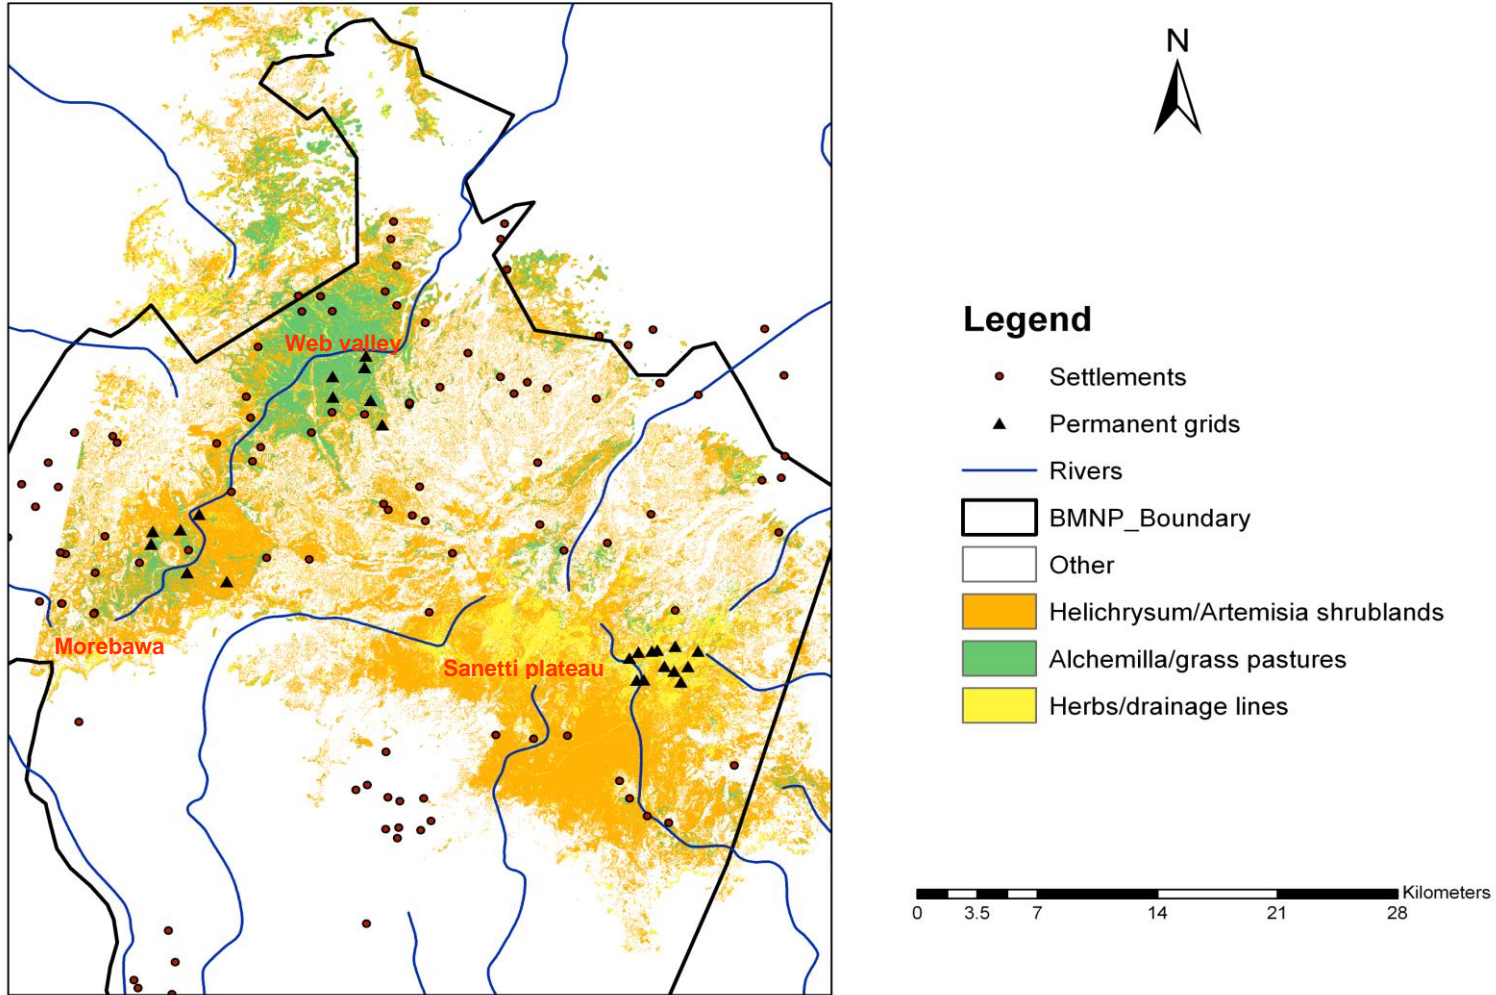 N
Web valley
Morebawa
Sanetti plateau
Legend
Settlements
Permanent grids
Rivers
BMNP_Boundary
Other
Helichrysum/Artemisia shrublands
Alchemilla/grass pastures
Herbs/drainage lines
Kilometers
0 3.5 7 14 21 28